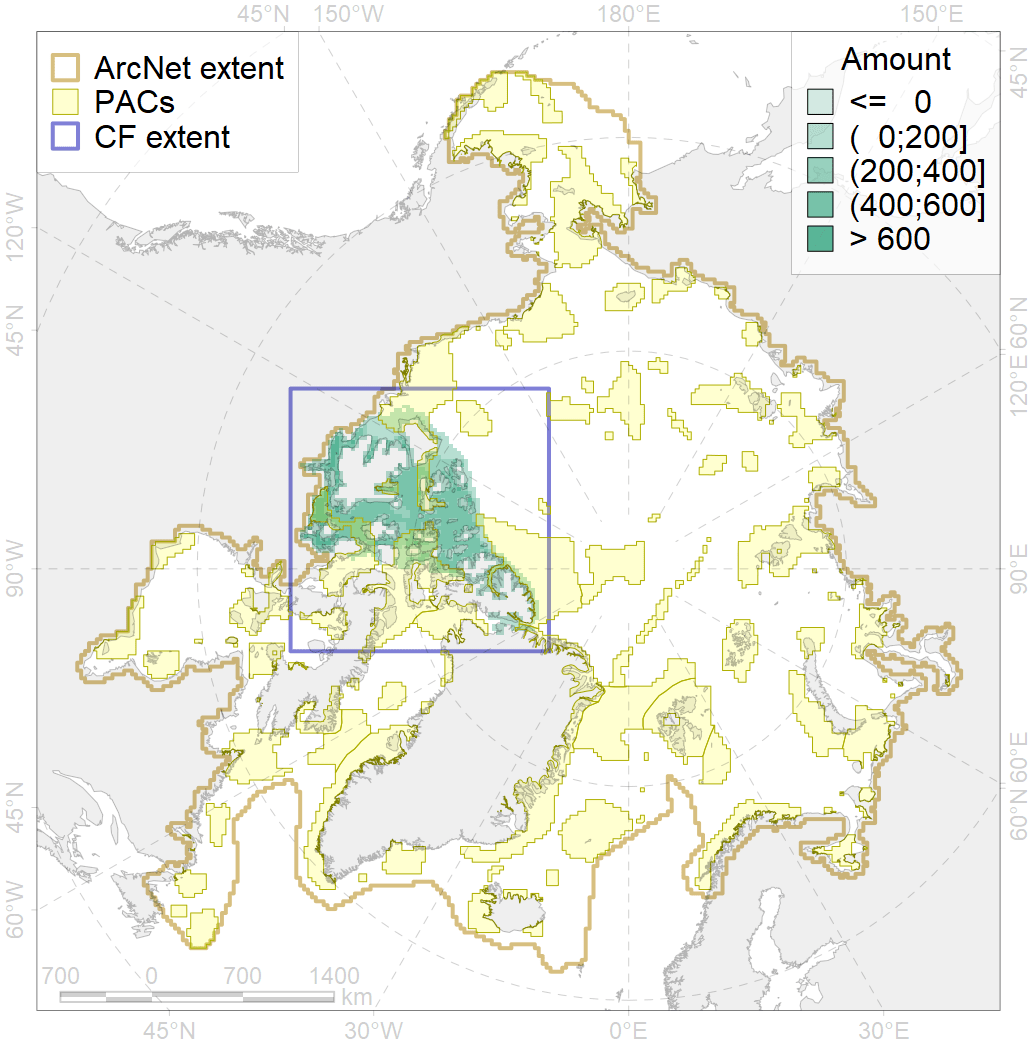 45°N 150°W 180°E 150°E
ArcNet extent
PACs
CF extent
Amount
<= 0
( 0;200]
(200;400]
(400;600]
> 600
45°N
120°W
45°N
60°N
120°E
90°W
90°E
45°N
60°E
60°N
60°W
700 0 700 1400
km
45°N 30°W 0°E 30°E